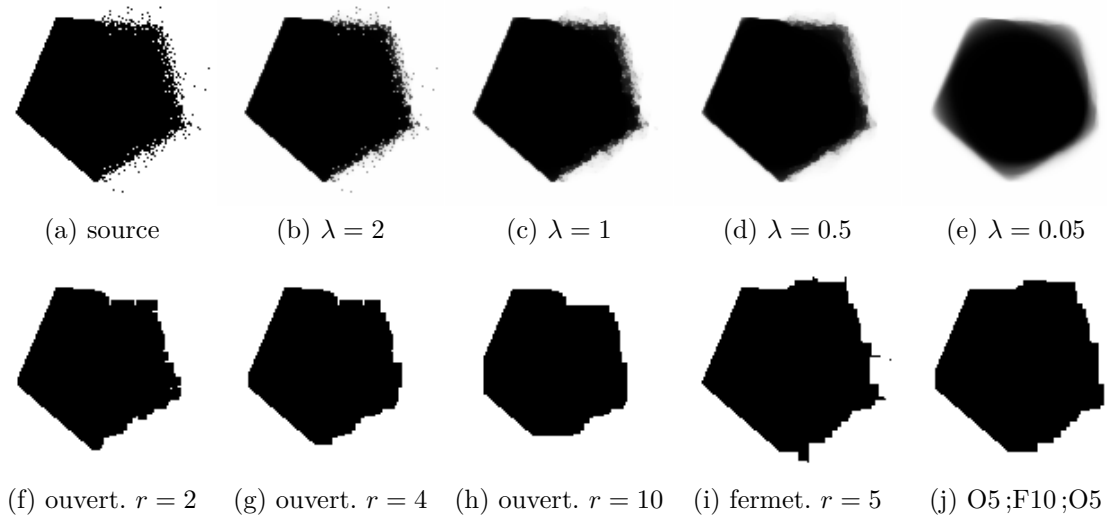 (a) source (b) λ = 2 (c) λ = 1 (d) λ = 0.5 (e) λ = 0.05
(f) ouvert. r = 2 (g) ouvert. r = 4 (h) ouvert. r = 10 (i) fermet. r = 5 (j) O5 ;F10 ;O5